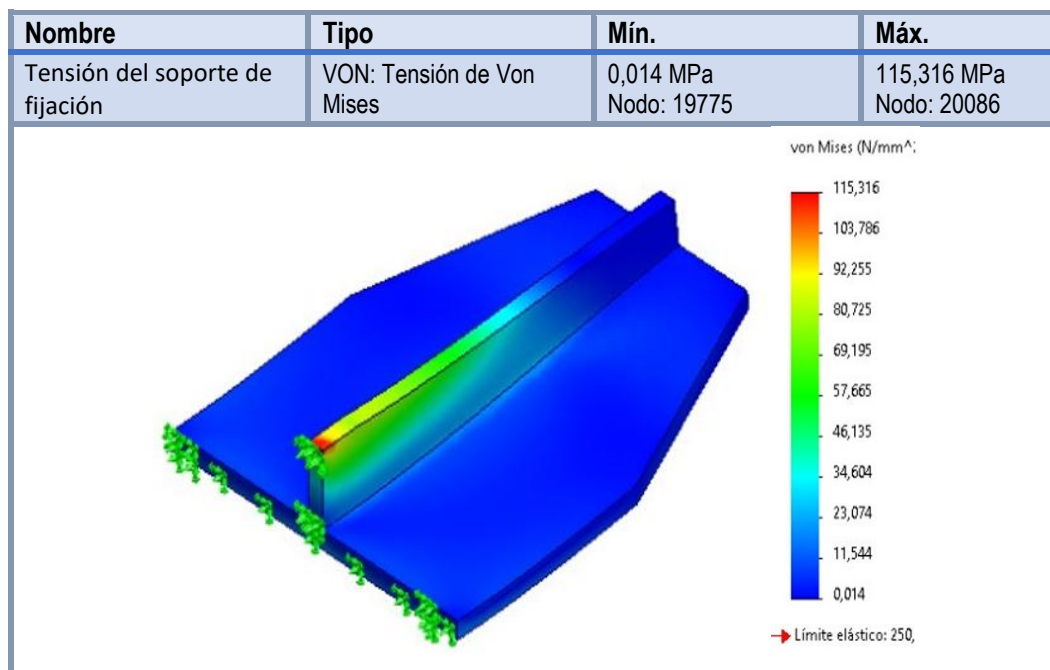 Nombre Tipo Mín. Máx.
Tensión del soporte de VON: Tensión de Von 0,014 MPa 115,316 MPa
fijación Mises Nodo: 19775 Nodo: 20086
von Mises (N/mm^
115,316
103,786
92,255
80,725
69,195
57,665
46,135
34,604
23,074
11,544
0,014
Límite elástico: 250,